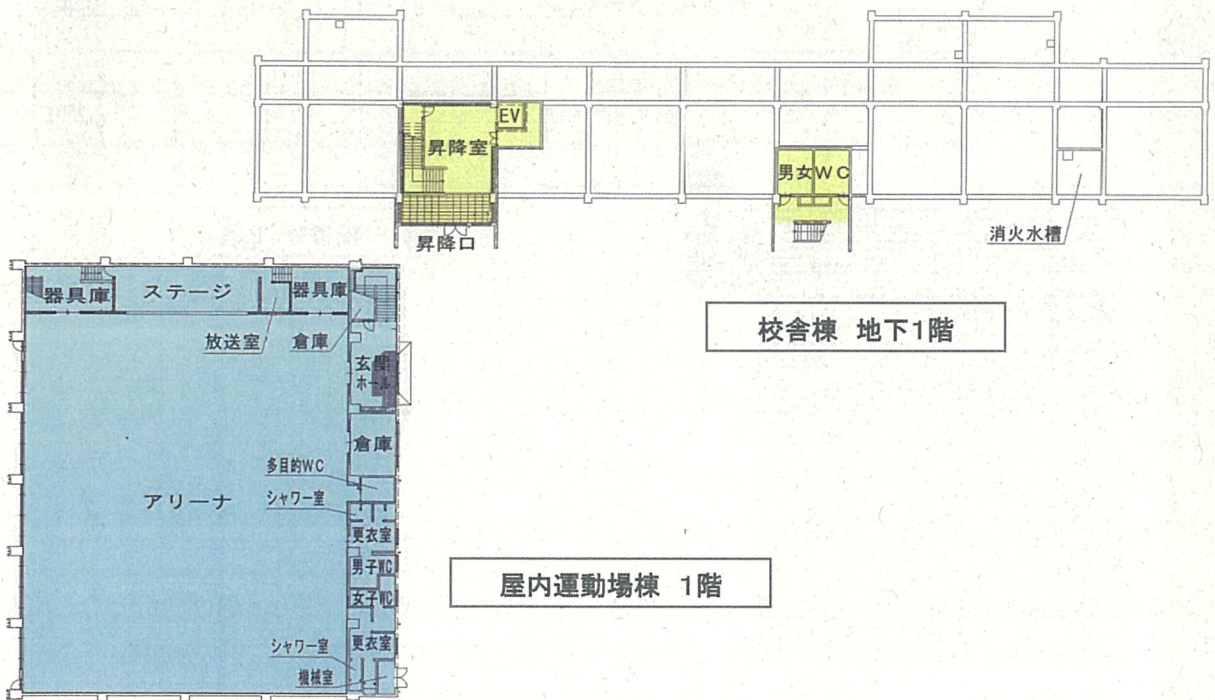 EV
昇降室
男女WC
昇降口
消火水槽
校舎棟 地下1階
器具庫
ステージ
器具庫
放送室
倉庫
玄関
ホール
倉庫
多目的WC
シャワー室
アリーナ
更衣室
男子WC
女子WC
更衣室
シャワー室
機械室
屋内運動場棟 1階